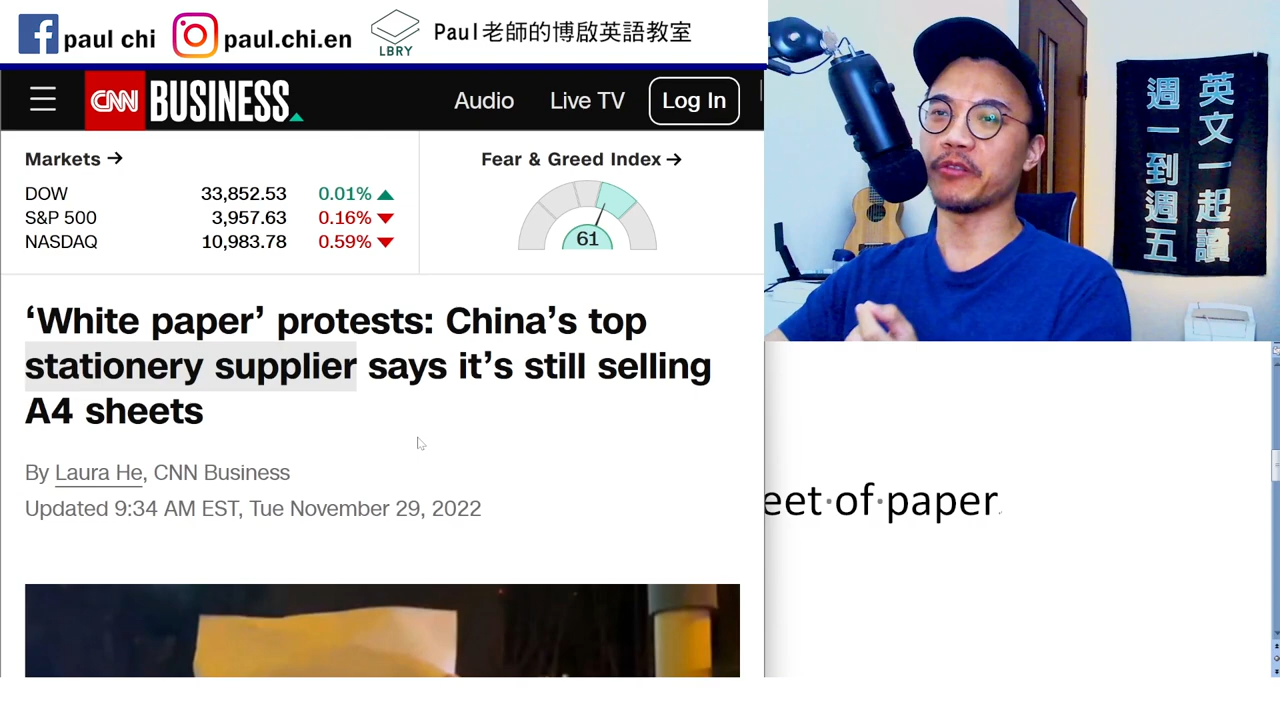 paul chi
paul.chi.en
LBRY
Paul老師的博啟英語教室
CNN BUSINESS
Audio
Live TV
Log In
Markets →
DOW 33,852.53 0.01%
S&P 500 3,957.63 0.16%
NASDAQ 10,983.78 0.59%
Fear & Greed Index →
61
‘White paper’ protests: China’s top
stationery supplier says it’s still selling
A4 sheets
By Laura He, CNN Business
Updated 9:34 AM EST, Tue November 29, 2022
英文一起讀
週一到週五
eet·of·paper